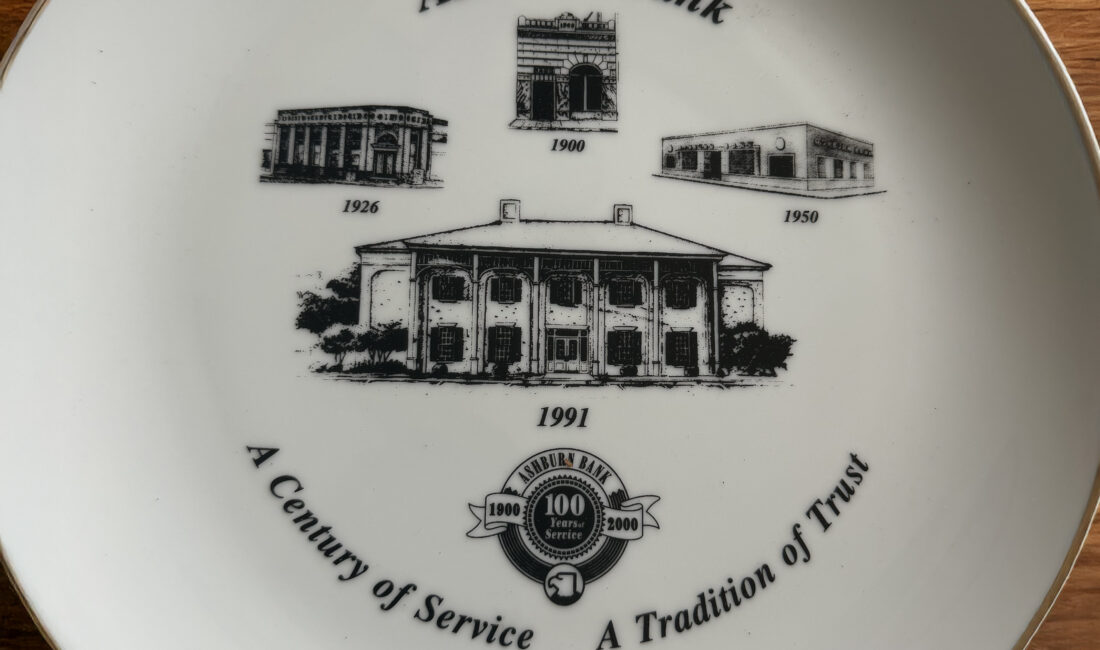 1900
1926
1950
1991
ASHBURN BANK
1900
100
Years of
Service
2000
A Century of Service
A Tradition of Trust